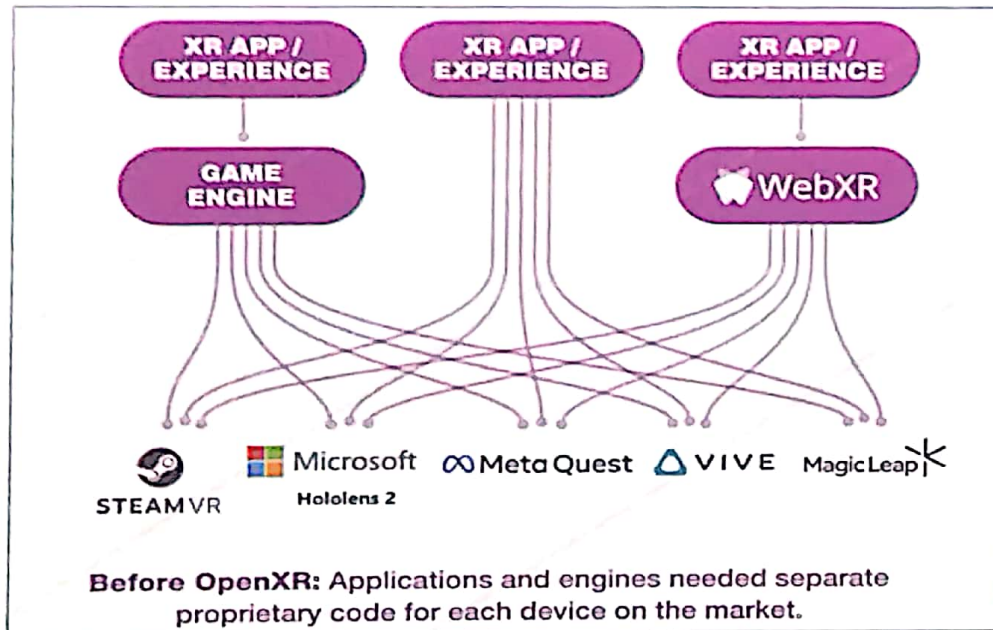 XR APP /
EXPERIENCE
XR APP /
EXPERIENCE
XR APP /
EXPERIENCE
GAME
ENGINE
WebXR
STEAMVR
Microsoft
Hololens 2
Meta Quest
VIVE
MagicLeap
Before OpenXR: Applications and engines needed separate
proprietary code for each device on the market.